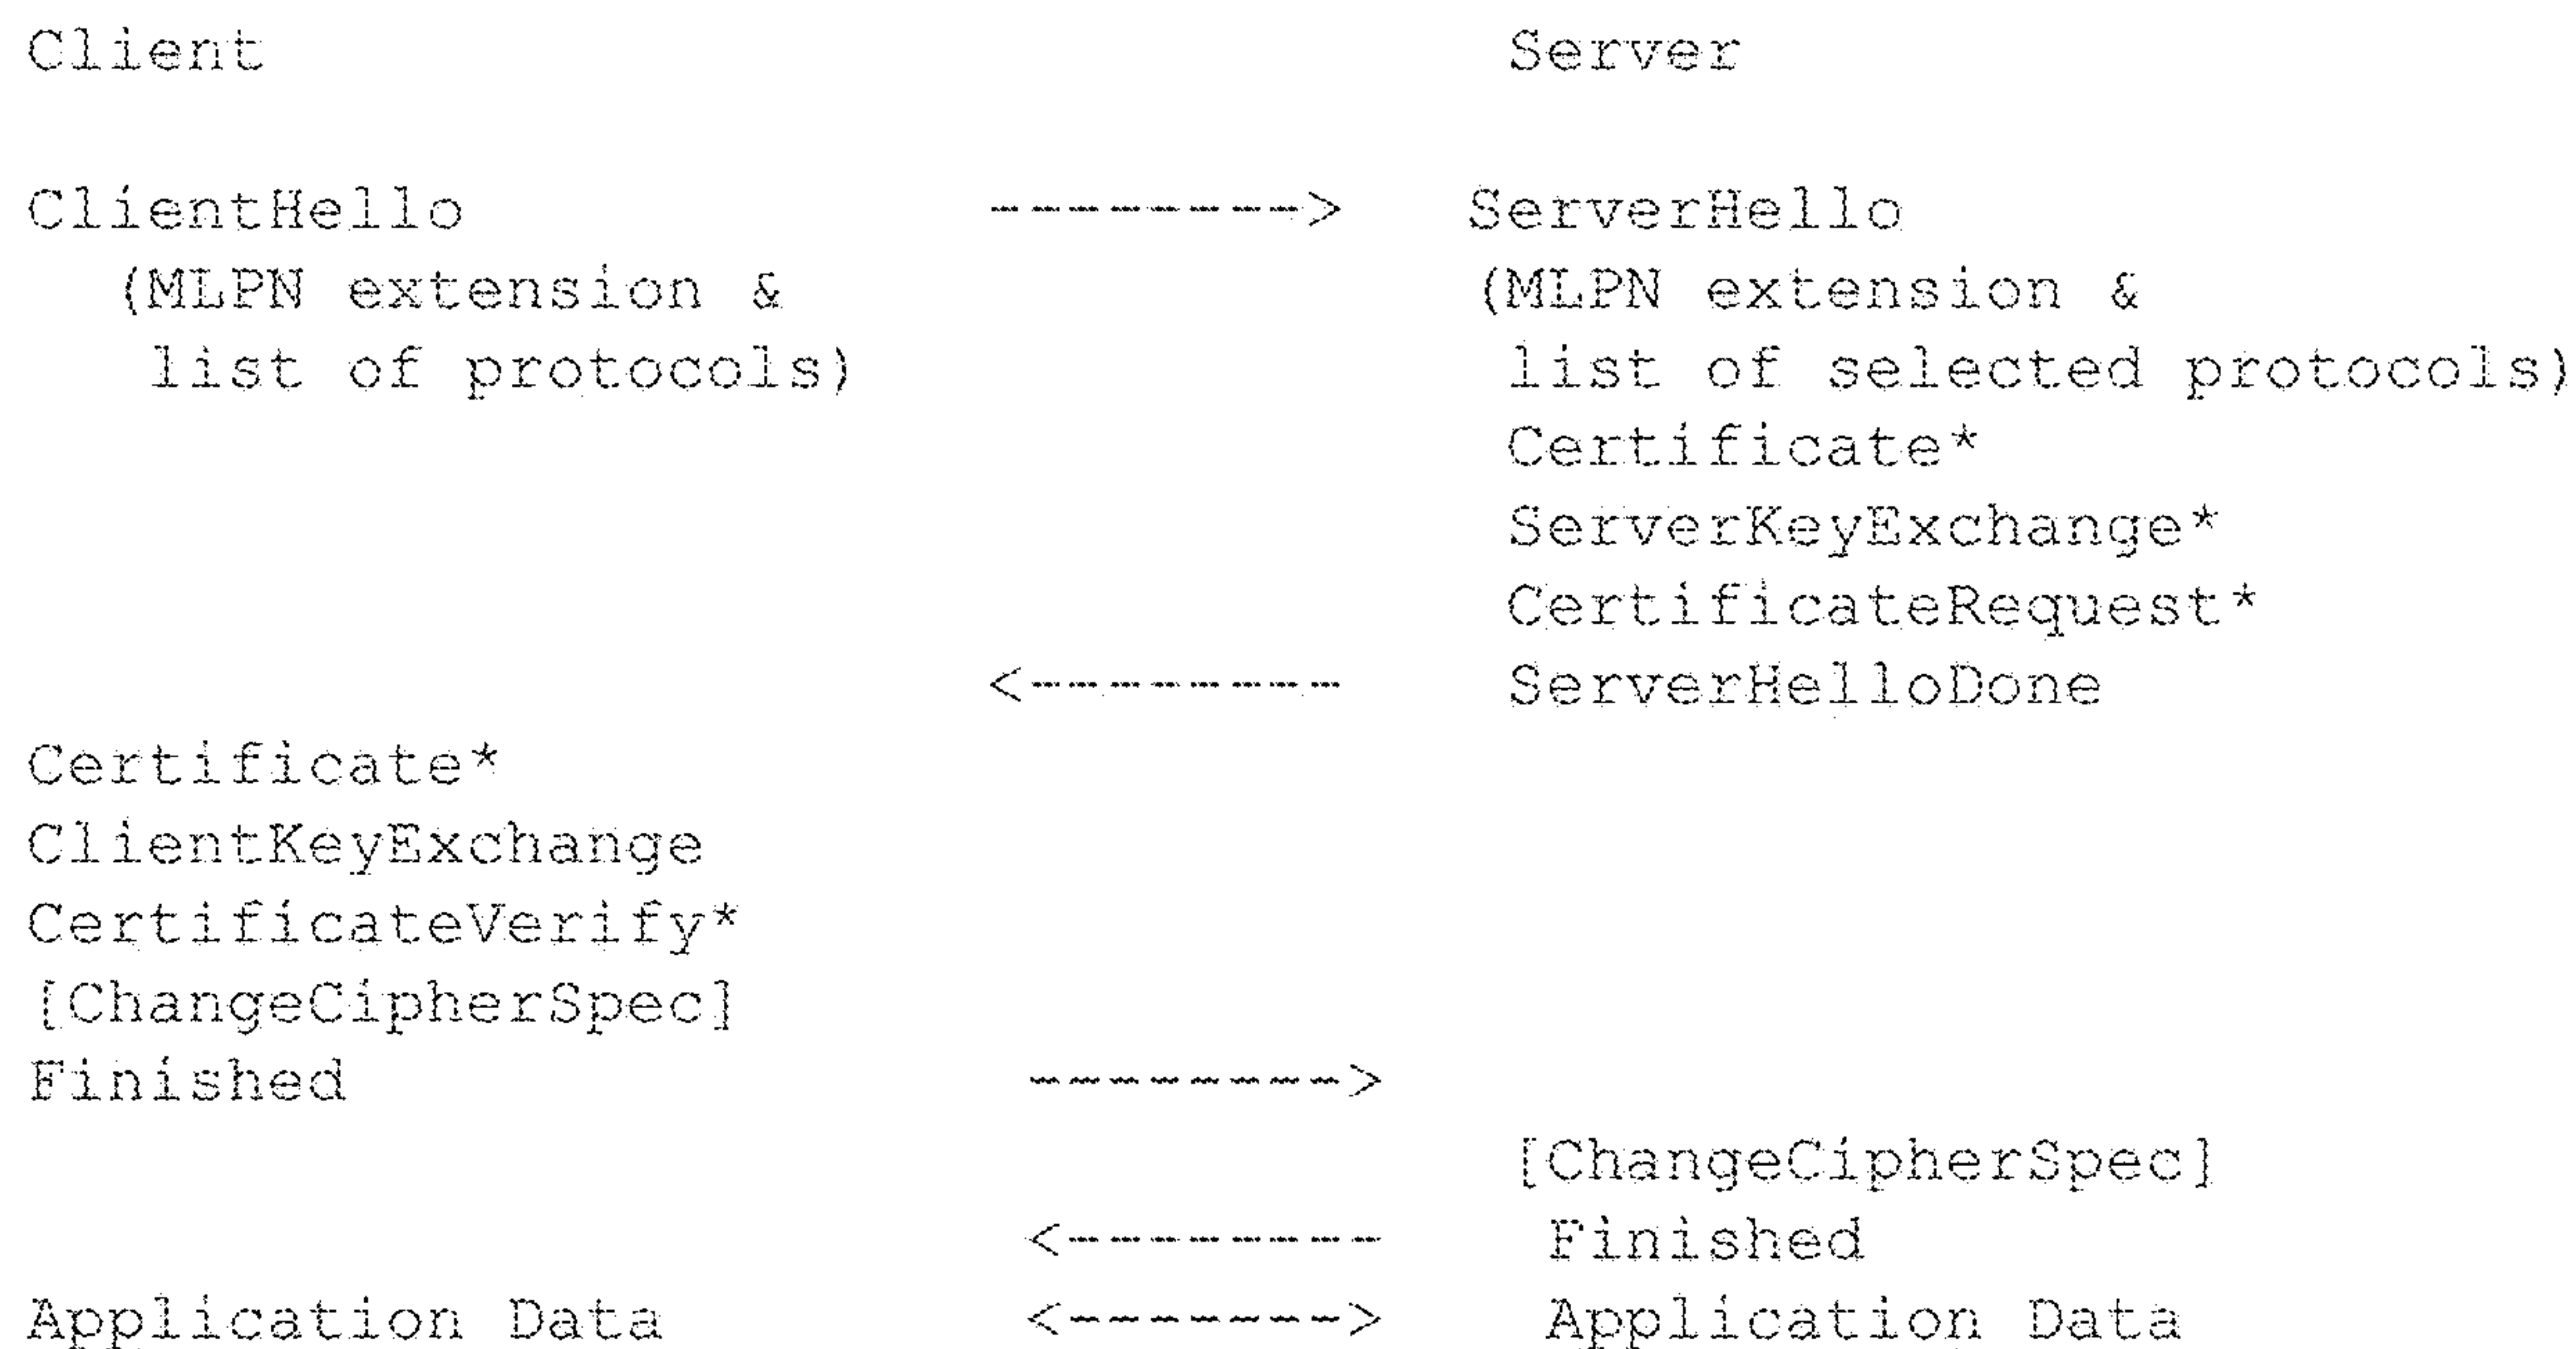 Client Server
ClientHello --------> ServerHello
(MLPN extension & (MLPN extension &
list of protocols) list of selected protocols)
Certificate*
ServerKeyExchange*
CertificateRequest*
<-------- ServerHelloDone
Certificate*
ClientKeyExchange
CertificateVerify*
[ChangeCipherSpec]
Finished -------->
[ChangeCipherSpec]
<-------- Finished
Application Data <-------> Application Data